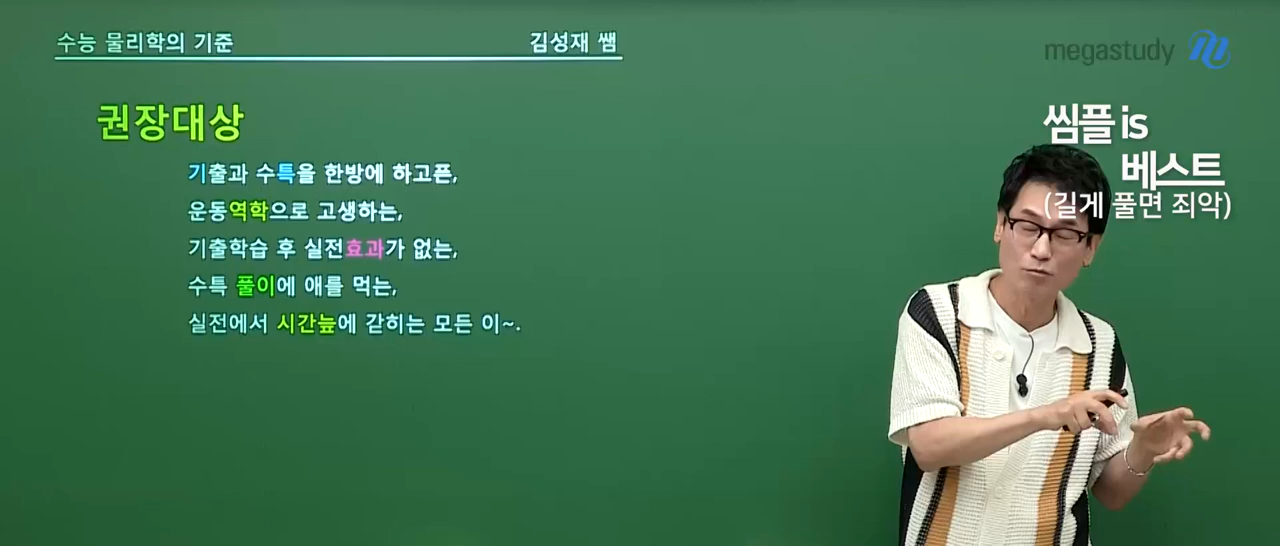 수능 물리학의 기준
김성재 쌤
megastudy
권장대상
씸플 is
베스트
(길게 풀면 죄악)
기출과 수특을 한방에 하고픈,
운동역학으로 고생하는,
기출학습 후 실전효과가 없는,
수특 풀이에 애를 먹는,
실전에서 시간늪에 갇히는 모든 이~.